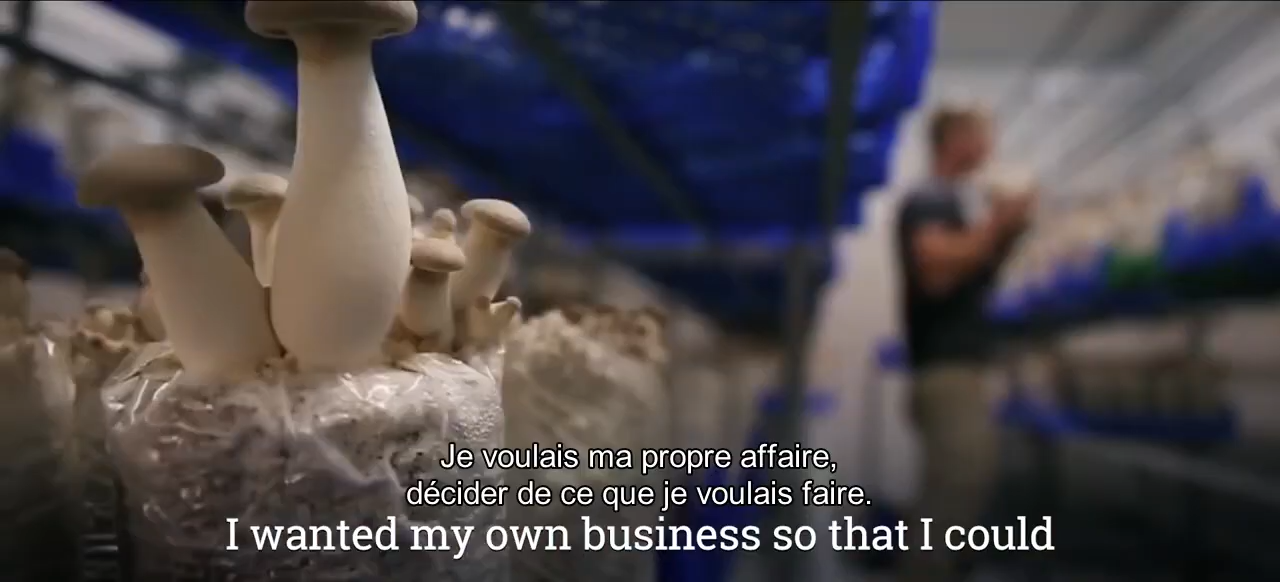 Je voulais ma propre affaire,
décider de ce que je voulais faire.
I wanted my own business so that I could